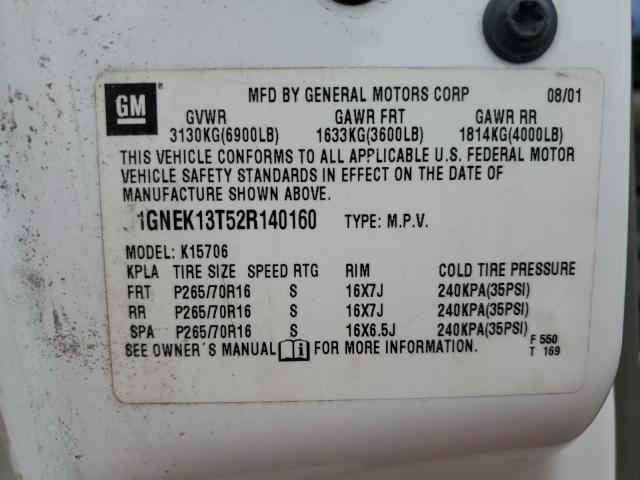 GM
MFD BY GENERAL MOTORS CORP 08/01
GVWR GAWR FRT GAWR RR
3130KG(6900LB) 1633KG(3600LB) 1814KG(4000LB)
THIS VEHICLE CONFORMS TO ALL APPLICABLE U.S. FEDERAL MOTOR
VEHICLE SAFETY STANDARDS IN EFFECT ON THE DATE OF
MANUFACTURE SHOWN ABOVE.
1GNEK13T52R140160 TYPE: M.P.V.
MODEL: K15706
KPLA TIRE SIZE SPEED RTG RIM COLD TIRE PRESSURE
FRT P265/70R16 S 16X7J 240KPA(35PSI)
RR P265/70R16 S 16X7J 240KPA(35PSI)
SPA P265/70R16 S 16X6.5J 240KPA(35PSI)
SEE OWNER'S MANUAL i FOR MORE INFORMATION.
F 550
T 169